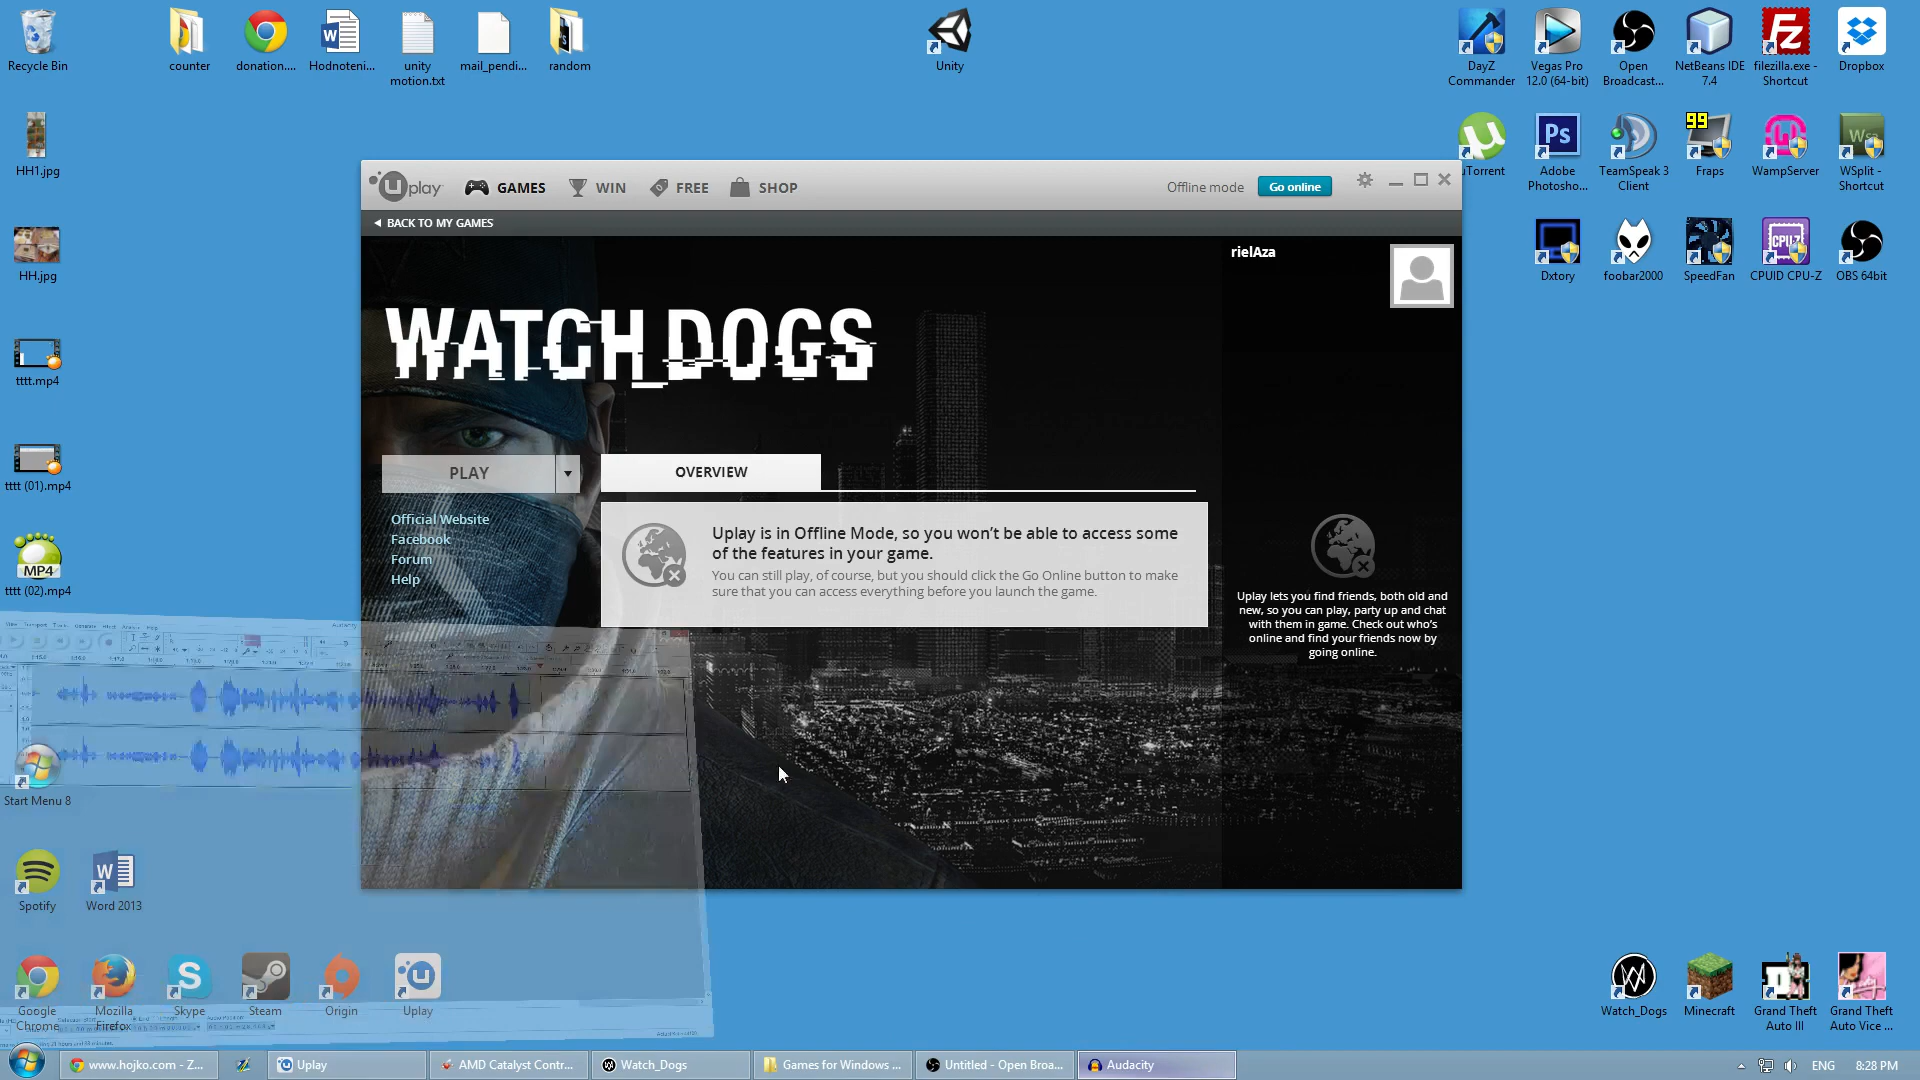 Recycle Bin
counter
donation....
Hodnoteni...
unity
motion.txt
mail_pendi...
random
Unity
DayZ
Commander
Vegas Pro
12.0 (64-bit)
Open
Broadcast...
NetBeans IDE
7.4
filezilla.exe -
Shortcut
Dropbox
HH1.jpg
uTorrent
Ps
Adobe
Photosho...
TeamSpeak 3
Client
99
Fraps
WampServer
Wsa
WSplit -
Shortcut
HH.jpg
Dxtory
foobar2000
SpeedFan
CPU-Z
CPUID CPU-Z
OBS 64bit
tttt.mp4
tttt (01).mp4
MP4
tttt (02).mp4
Start Menu 8
Spotify
Word 2013
Google
Chrome
Mozilla
Firefox
Skype
Steam
Origin
Uplay
Watch_Dogs
Minecraft
Grand Theft
Auto III
Grand Theft
Auto Vice ...
Uplay
GAMES
WIN
FREE
SHOP
Offline mode
Go online
BACK TO MY GAMES
rielAza
WATCH_DOGS
PLAY
OVERVIEW
Official Website
Facebook
Forum
Help
Uplay is in Offline Mode, so you won’t be able to access some
of the features in your game.
You can still play, of course, but you should click the Go Online button to make
sure that you can access everything before you launch the game.
Uplay lets you find friends, both old and
new, so you can play, party up and chat
with them in game. Check out who’s
online and find your friends now by
going online.
www.hojko.com - Z...
Uplay
AMD Catalyst Contr...
Watch_Dogs
Games for Windows ...
Untitled - Open Broa...
Audacity
ENG
8:28 PM